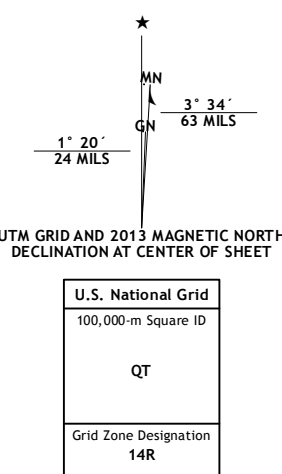 ★
MN
3° 34´
63 MILS
GN
1° 20´
24 MILS
UTM GRID AND 2013 MAGNETIC NORTH
DECLINATION AT CENTER OF SHEET
U.S. National Grid
100,000-m Square ID
QT
Grid Zone Designation
14R